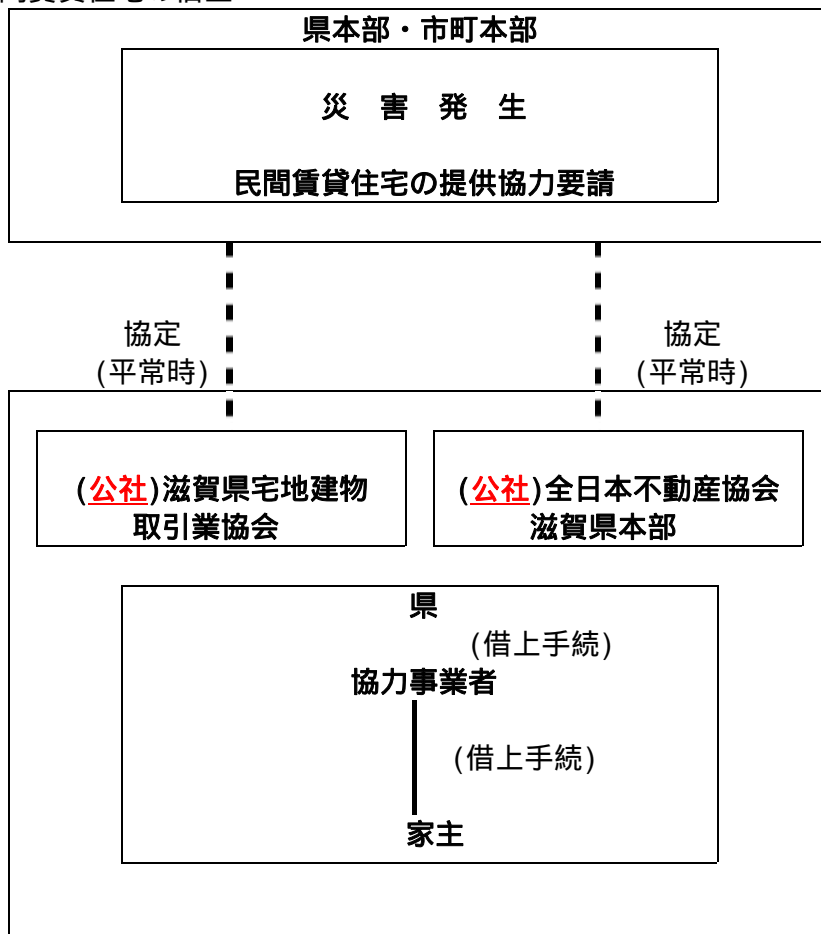 県本部・市町本部
災 害 発 生
民間賃貸住宅の提供協力要請
協定
(平常時)
協定
(平常時)
(公社)滋賀県宅地建物
取引業協会
(公社)全日本不動産協会
滋賀県本部
県
(借上手続)
協力事業者
(借上手続)
家主